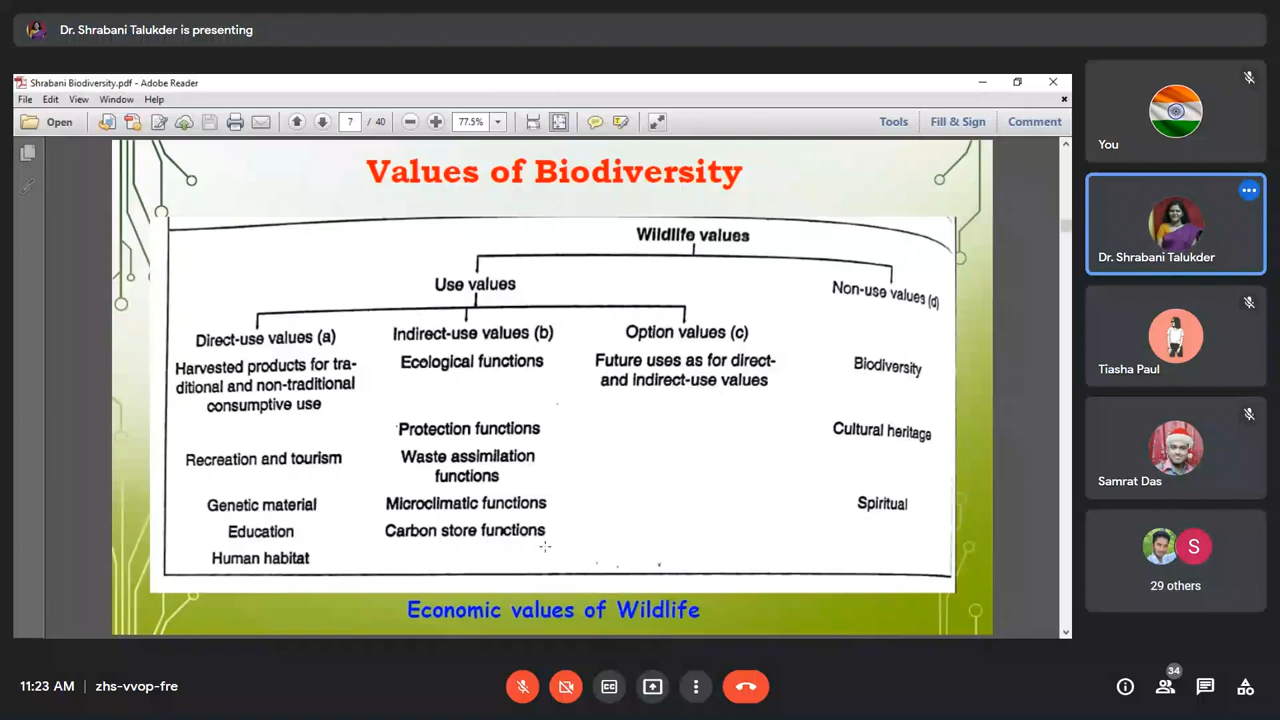 Dr. Shrabani Talukder is presenting
Shrabani Biodiversity.pdf - Adobe Reader
File Edit View Window Help
Open 7 / 40 77.5% Tools Fill & Sign Comment
Values of Biodiversity
Wildlife values
Use values
Non-use values (d)
Direct-use values (a)
Harvested products for tra-
ditional and non-traditional
consumptive use
Recreation and tourism
Genetic material
Education
Human habitat
Indirect-use values (b)
Ecological functions
Protection functions
Waste assimilation
functions
Microclimatic functions
Carbon store functions
Option values (c)
Future uses as for direct-
and indirect-use values
Biodiversity
Cultural heritage
Spiritual
Economic values of Wildlife
You
Dr. Shrabani Talukder
Tiasha Paul
Samrat Das
S
29 others
11:23 AM zhs-vvop-fre
CC
34